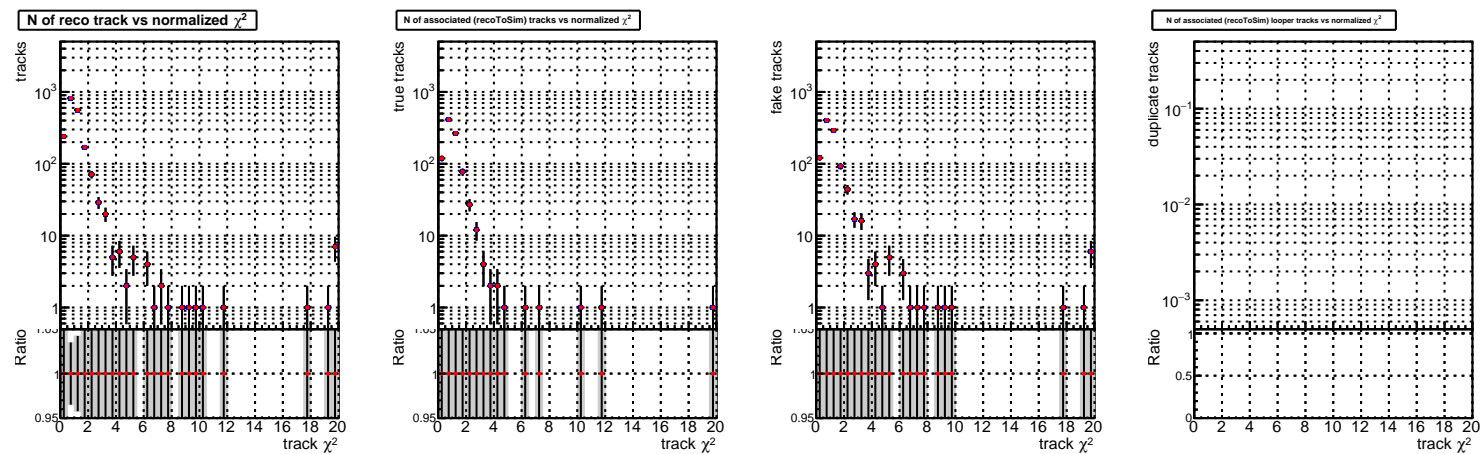 N of reco track vs normalized χ²
tracks
10³
10²
10
1
Ratio
1.05
1
0.95
0 2 4 6 8 10 12 14 16 18 20
track χ²
N of associated (recoToSim) tracks vs normalized χ²
true tracks
10³
10²
10
1
Ratio
1.05
1
0.95
0 2 4 6 8 10 12 14 16 18 20
track χ²
fake tracks
10³
10²
10
1
Ratio
1.05
1
0.95
0 2 4 6 8 10 12 14 16 18 20
track χ²
N of associated (recoToSim) looper tracks vs normalized χ²
duplicate tracks
10⁻¹
10⁻²
10⁻³
Ratio
1
0.5
0
0 2 4 6 8 10 12 14 16 18 20
track χ²